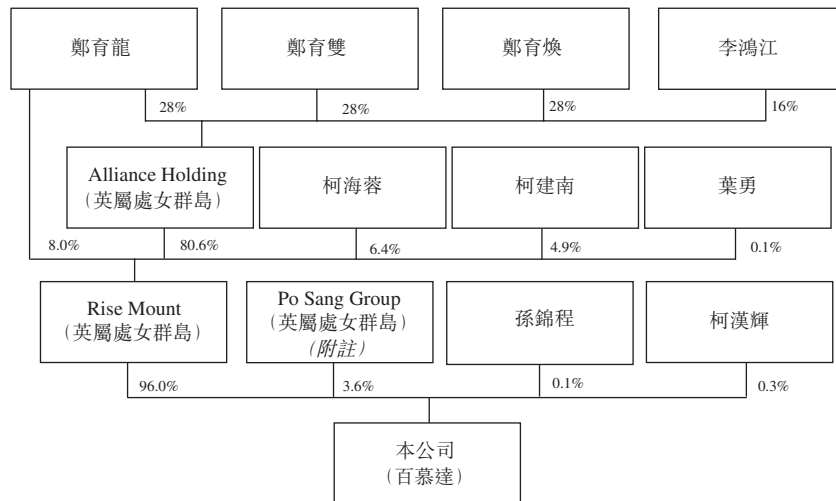 鄭育龍
鄭育雙
鄭育煥
李鴻江
28%
28%
28%
16%
Alliance Holding
(英屬處女群島)
柯海蓉
柯建南
葉勇
8.0%
80.6%
6.4%
4.9%
0.1%
Rise Mount
(英屬處女群島)
Po Sang Group
(英屬處女群島)
(附註)
孫錦程
柯漢輝
96.0%
3.6%
0.1%
0.3%
本公司
(百慕達)